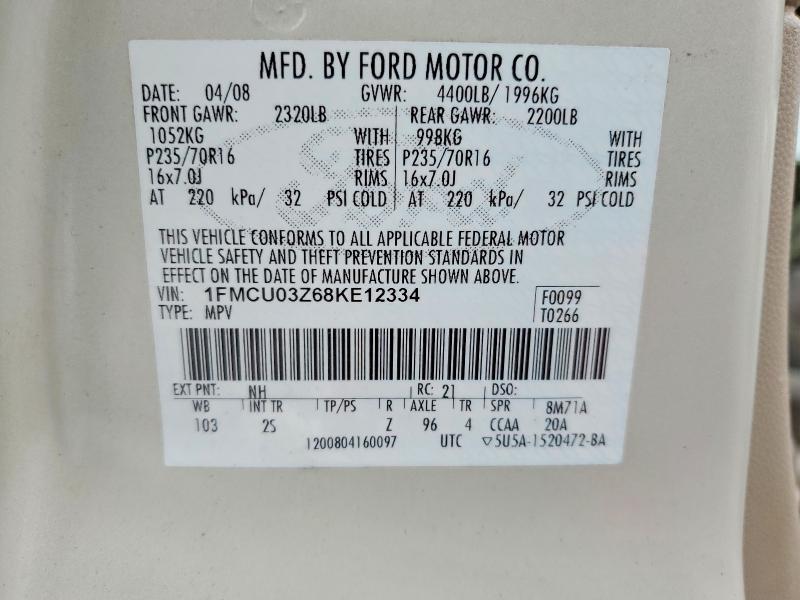 MFD. BY FORD MOTOR CO.
DATE: 04/08 GVWR: 4400LB/ 1996KG
FRONT GAWR: 2320LB REAR GAWR: 2200LB
1052KG WITH 998KG WITH
P235/70R16 TIRES P235/70R16 TIRES
16x7.0J RIMS 16x7.0J RIMS
AT 220 kPa/ 32 PSI COLD AT 220 kPa/ 32 PSI COLD
THIS VEHICLE CONFORMS TO ALL APPLICABLE FEDERAL MOTOR
VEHICLE SAFETY AND THEFT PREVENTION STANDARDS IN
EFFECT ON THE DATE OF MANUFACTURE SHOWN ABOVE.
VIN: 1FMCU03Z68KE12334 F0099
TYPE: MPV T0266
EXT PNT: NH RC: 21 DSO:
WB INT TR TP/PS R AXLE TR SPR 8M71A
103 2S Z 96 4 CCAA 20A
1200804160097 UTC ▽5U5A-1520472-BA